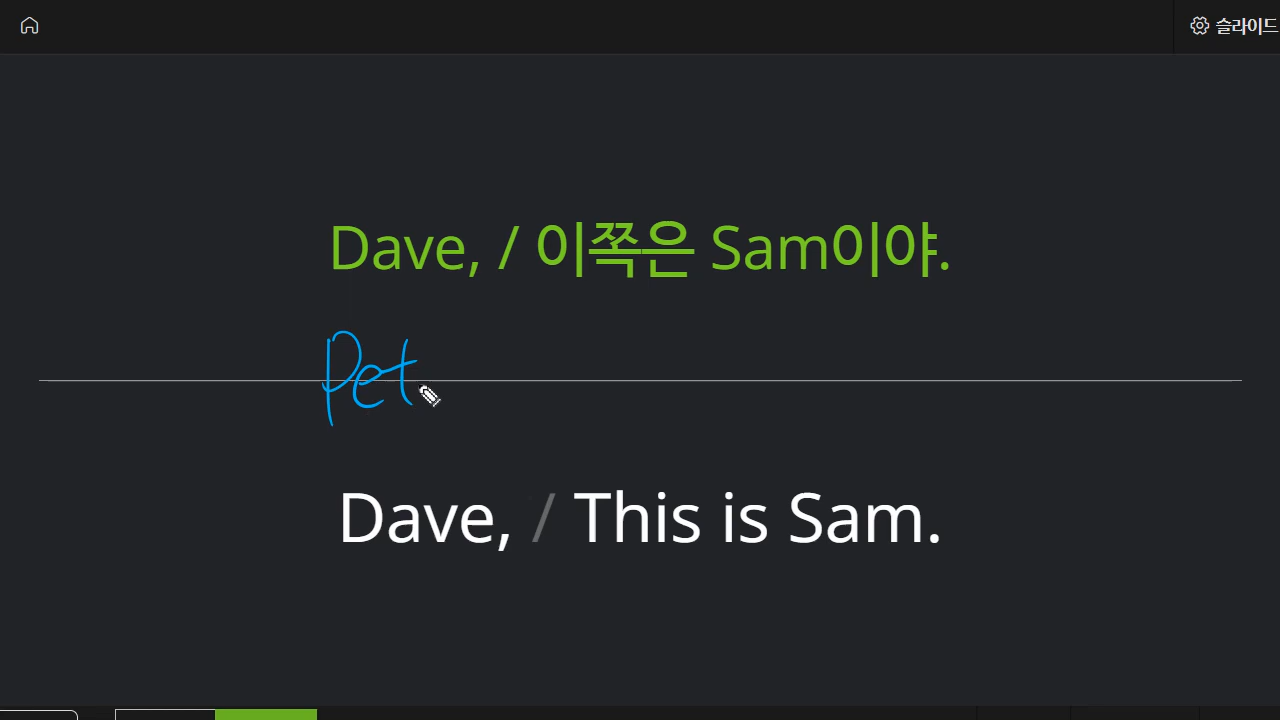 슬라이드
Dave, / 이쪽은 Sam이야.
Pet
Dave, / This is Sam.